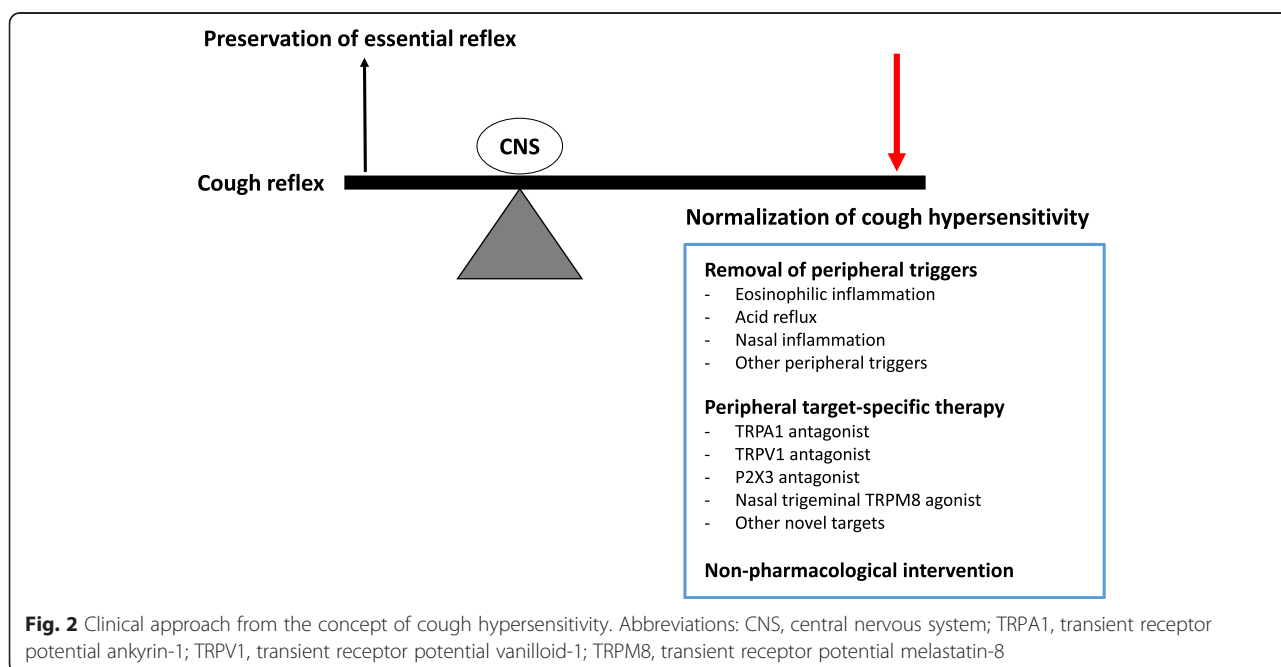 Preservation of essential reflex
CNS
Cough reflex
Normalization of cough hypersensitivity
Removal of peripheral triggers
- Eosinophilic inflammation
- Acid reflux
- Nasal inflammation
- Other peripheral triggers
Peripheral target-specific therapy
- TRPA1 antagonist
- TRPV1 antagonist
- P2X3 antagonist
- Nasal trigeminal TRPM8 agonist
- Other novel targets
Non-pharmacological intervention
Fig. 2 Clinical approach from the concept of cough hypersensitivity. Abbreviations: CNS, central nervous system; TRPA1, transient receptor
potential ankyrin-1; TRPV1, transient receptor potential vanilloid-1; TRPM8, transient receptor potential melastatin-8